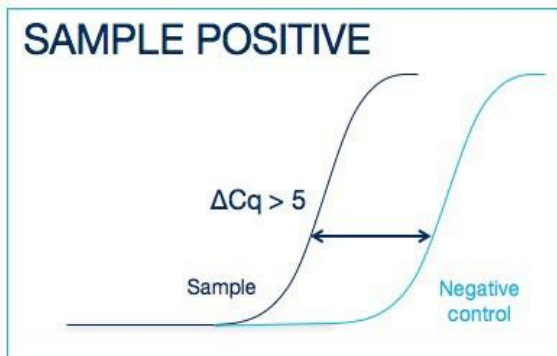 SAMPLE POSITIVE
ΔCq > 5
Sample
Negative
control